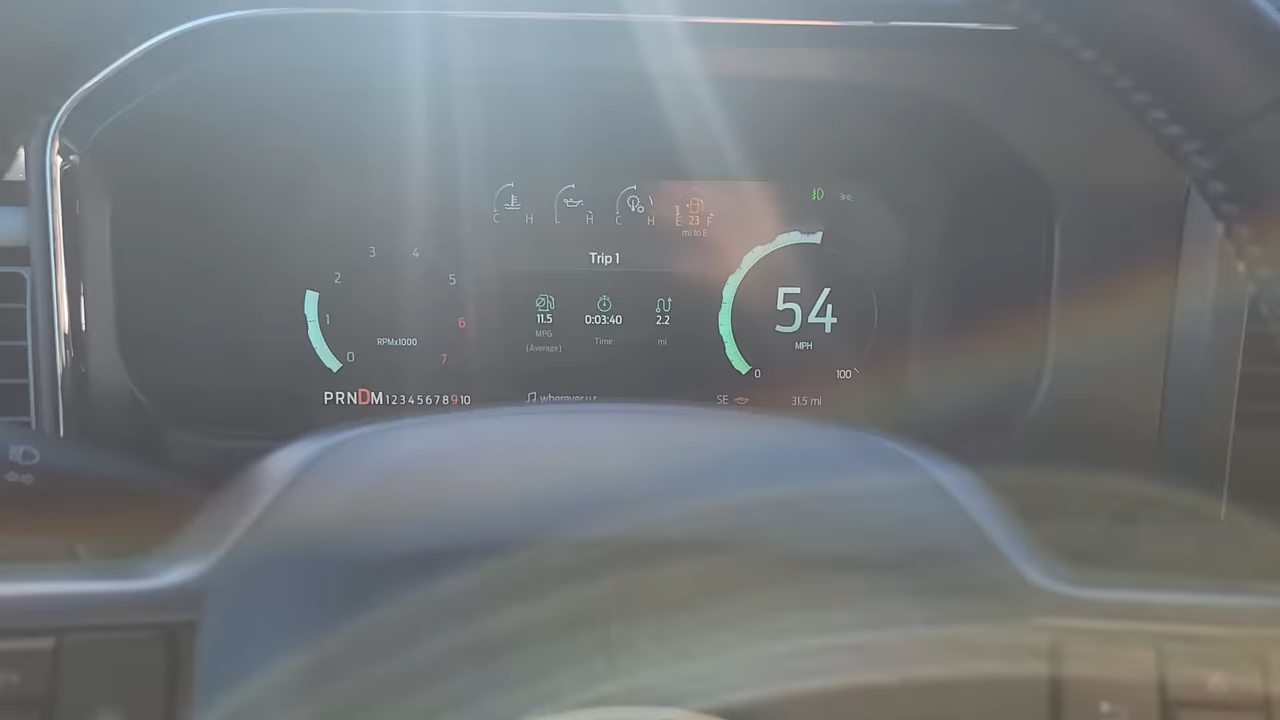 C H
H
C H
E 23 F
mi to E
Trip 1
3 4
2 5
1 6
0 7
RPMx1000
11.5 0:03:40 2.2
MPG Time mi
(Average)
54
MPH
0 100
PRNDM12345678910
wherever u r
SE 31.5 mi